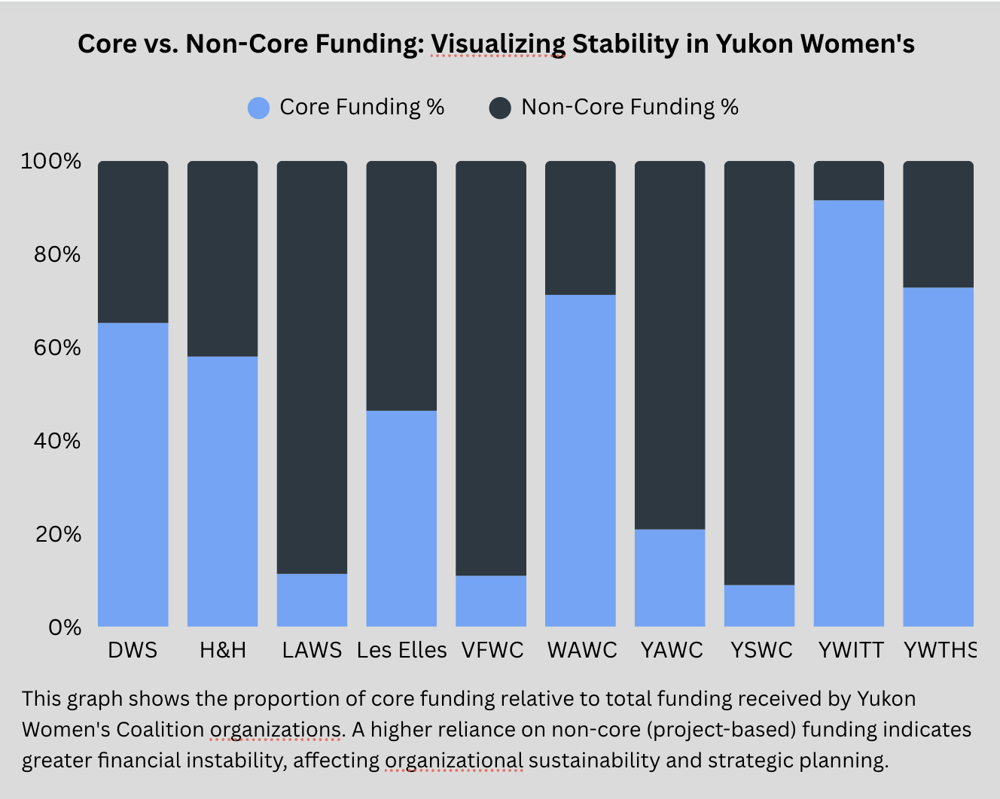 Core vs. Non-Core Funding: Visualizing Stability in Yukon Women's
Core Funding % Non-Core Funding %
100%
80%
60%
40%
20%
0%
DWS H&H LAWS Les Elles VFWC WAWC YAWC YSWC YWITT YWTHS
This graph shows the proportion of core funding relative to total funding received by Yukon
Women's Coalition organizations. A higher reliance on non-core (project-based) funding indicates
greater financial instability, affecting organizational sustainability and strategic planning.